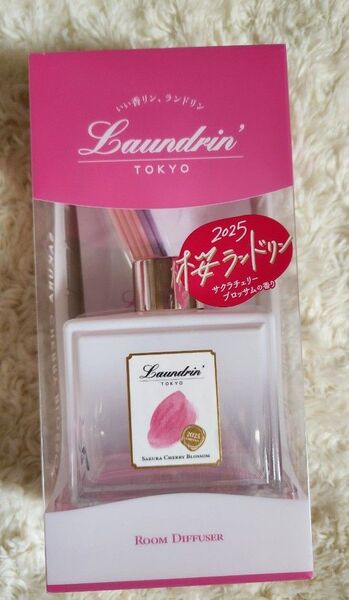 いい香リン、ランドリン
Laundrin'
TOKYO
2025
桜ランドリン
サクラチェリー
ブロッサムの香り
Laundrin'
TOKYO
2025
SAKURA CHERRY BLOSSOM
ROOM DIFFUSER